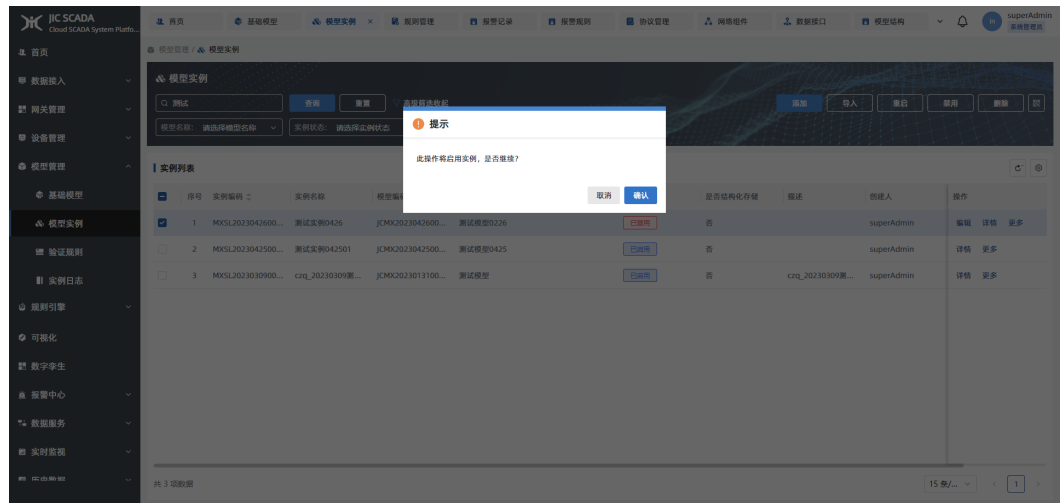 JIC SCADA
Cloud SCADA System Platfo...
首页 基础模型 模型实例 × 规则管理 报警记录 报警规则 协议管理 网络组件 数据接口 模型结构
superAdmin
系统管理员
模型管理 / 模型实例
首页
数据接入
网关管理
设备管理
模型管理
基础模型
模型实例
验证规则
实例日志
规则引擎
可视化
数字孪生
报警中心
数据服务
实时监视
历史数据
模型实例
测试 查询 重置 高级筛选收起 添加 导入 重启 禁用 删除
模型名称: 请选择模型名称 实例状态: 请选择实例状态
提示
此操作将启用实例，是否继续？
取消 确认
实例列表
序号 实例编码 实例名称 模型编码 是否结构化存储 描述 创建人 操作
1 MXSL2023042600... 测试实例0426 JCMX2023042600... 测试模型0226 已禁用 否 superAdmin 编辑 详情 更多
2 MXSL2023042500... 测试实例042501 JCMX2023042500... 测试模型0425 已启用 否 superAdmin 详情 更多
3 MXSL2023030900... czq_20230309测... JCMX2023013100... 测试模型 已启用 否 czq_20230309测... superAdmin 详情 更多
共 3 项数据
15 条/... 1